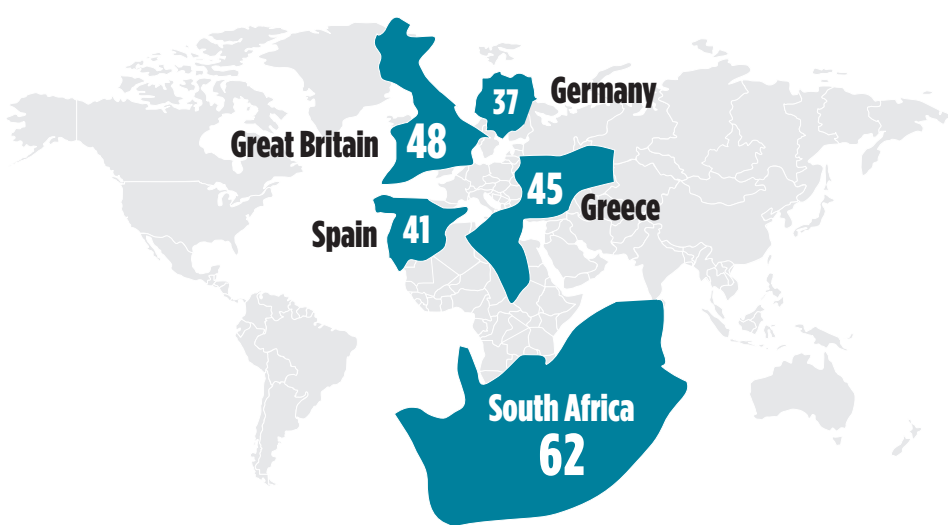 37
Germany
Great Britain
48
45
Greece
Spain
41
South Africa
62